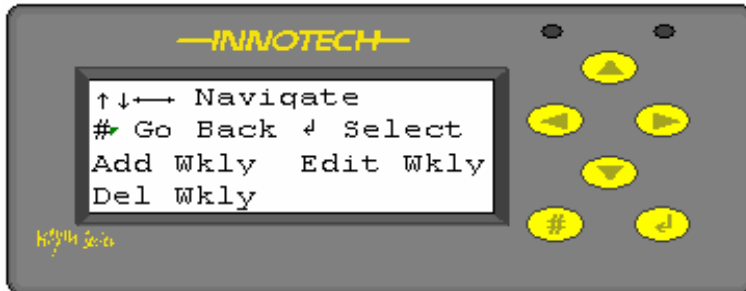 INNOTECH
↑↓←→ Navigate
# Go Back ↲ Select
Add Wkly Edit Wkly
Del Wkly
# ↲